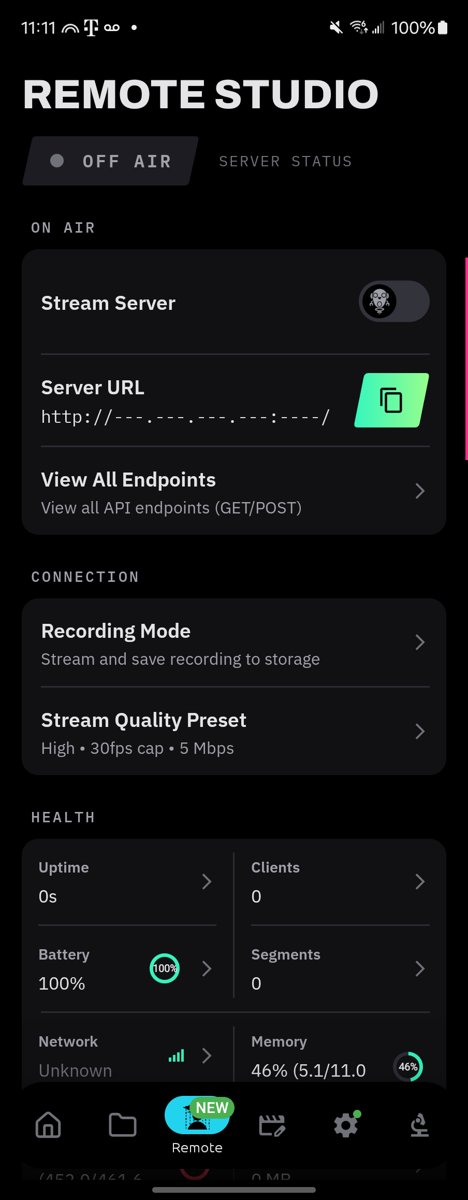 11:11
100%
REMOTE STUDIO
OFF AIR
SERVER STATUS
ON AIR
Stream Server
Server URL
http://---.---.---.---:----/
View All Endpoints
View all API endpoints (GET/POST)
CONNECTION
Recording Mode
Stream and save recording to storage
Stream Quality Preset
High • 30fps cap • 5 Mbps
HEALTH
Uptime
0s
Clients
0
Battery
100%
100%
Segments
0
Network
Unknown
Memory
46% (5.1/11.0
46%
NEW
Remote